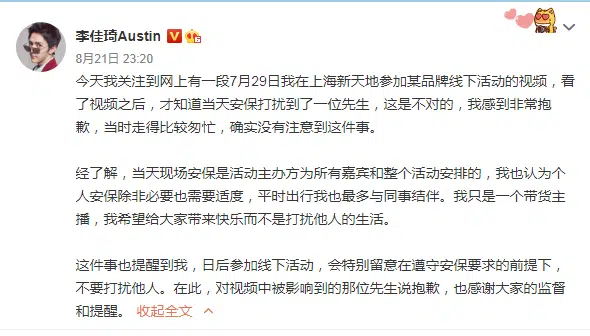 李佳琦Austin
8月21日 23:20
今天我关注到网上有一段7月29日我在上海新天地参加某品牌线下活动的视频，看
了视频之后，才知道当天安保打扰到了一位先生，这是不对的，我感到非常抱
歉，当时走得比较匆忙，确实没有注意到这件事。
经了解，当天现场安保是活动主办方为所有嘉宾和整个活动安排的，我也认为个
人安保除非必要也需要适度，平时出行我也最多与同事结伴。我只是一个带货主
播，我希望给大家带来快乐而不是打扰他人的生活。
这件事也提醒到我，日后参加线下活动，会特别留意在遵守安保要求的前提下，
不要打扰他人。在此，对视频中被影响到的那位先生说抱歉，也感谢大家的监督
和提醒。 收起全文